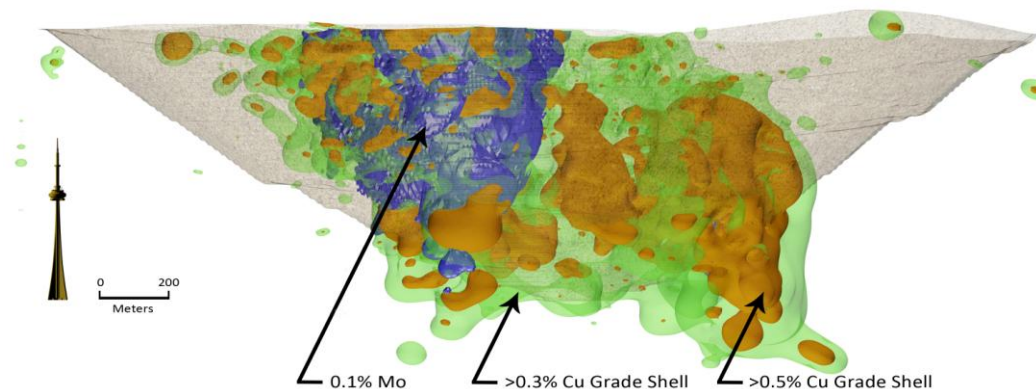 0 200
Meters
0.1% Mo
>0.3% Cu Grade Shell
>0.5% Cu Grade Shell